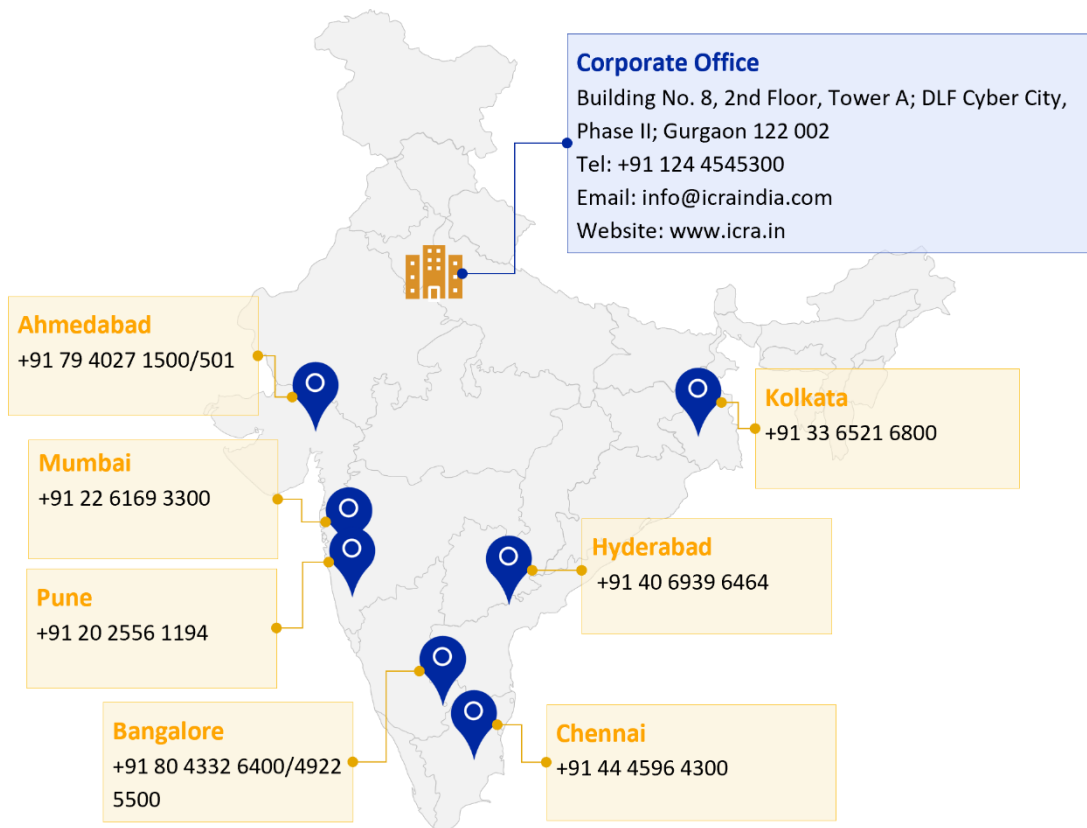 Corporate Office
Building No. 8, 2nd Floor, Tower A; DLF Cyber City,
Phase II; Gurgaon 122 002
Tel: +91 124 4545300
Email: info@icraindia.com
Website: www.icra.in
Ahmedabad
+91 79 4027 1500/501
Kolkata
+91 33 6521 6800
Mumbai
+91 22 6169 3300
Hyderabad
+91 40 6939 6464
Pune
+91 20 2556 1194
Bangalore
+91 80 4332 6400/4922
5500
Chennai
+91 44 4596 4300